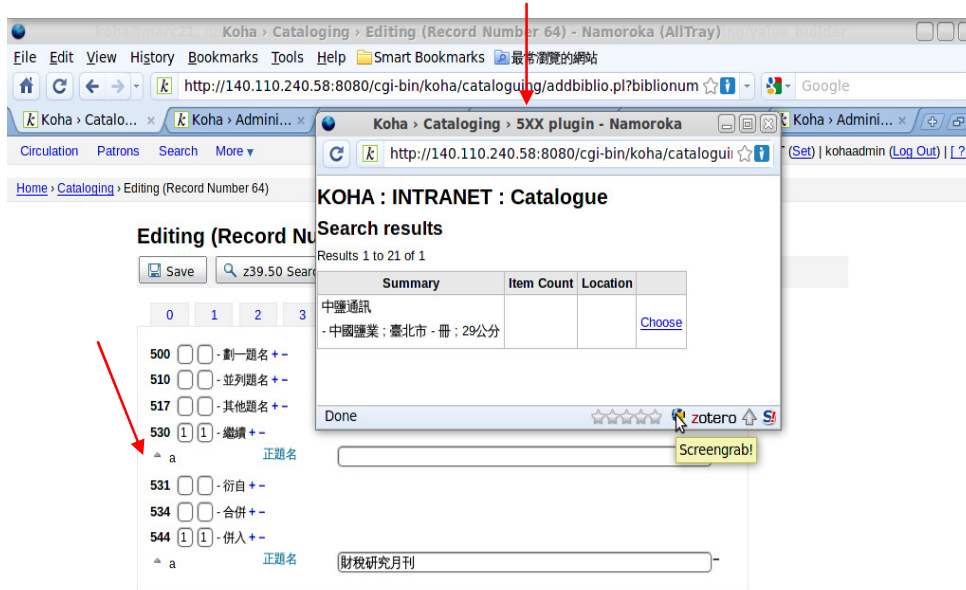 Koha › Cataloging › Editing (Record Number 64) - Namoroka (AllTray)
File Edit View History Bookmarks Tools Help Smart Bookmarks 最常瀏覽的網站
k http://140.110.240.58:8080/cgi-bin/koha/cataloguing/addbiblio.pl?biblionum Google
k Koha › Catalo... × k Koha › Admini... × k Koha › Admini... ×
Circulation Patrons Search More ▾ (Set) | kohaadmin (Log Out) | [ ?
Home › Cataloging › Editing (Record Number 64)
Koha › Cataloging › 5XX plugin - Namoroka
k http://140.110.240.58:8080/cgi-bin/koha/cataloguin
KOHA : INTRANET : Catalogue
Search results
Results 1 to 21 of 1
Summary Item Count Location
中鹽通訊
- 中國鹽業 ; 臺北市 - 冊 ; 29公分
Choose
Done zotero
Screengrab!
Editing (Record Nu
Save z39.50 Sear
0 1 2 3
500 - 劃一題名 + −
510 - 並列題名 + −
517 - 其他題名 + −
530 1 1 - 繼續 + −
a 正題名
531 - 衍自 + −
534 - 合併 + −
544 1 1 - 併入 + −
a 正題名 財稅研究月刊 −